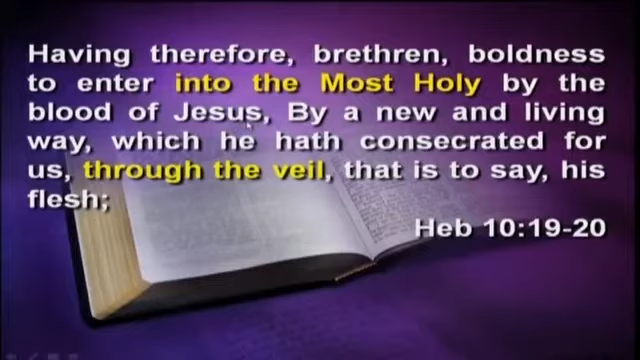 Having therefore, brethren, boldness
to enter into the Most Holy by the
blood of Jesus, By a new and living
way, which he hath consecrated for
us, through the veil, that is to say, his
flesh;
Heb 10:19-20